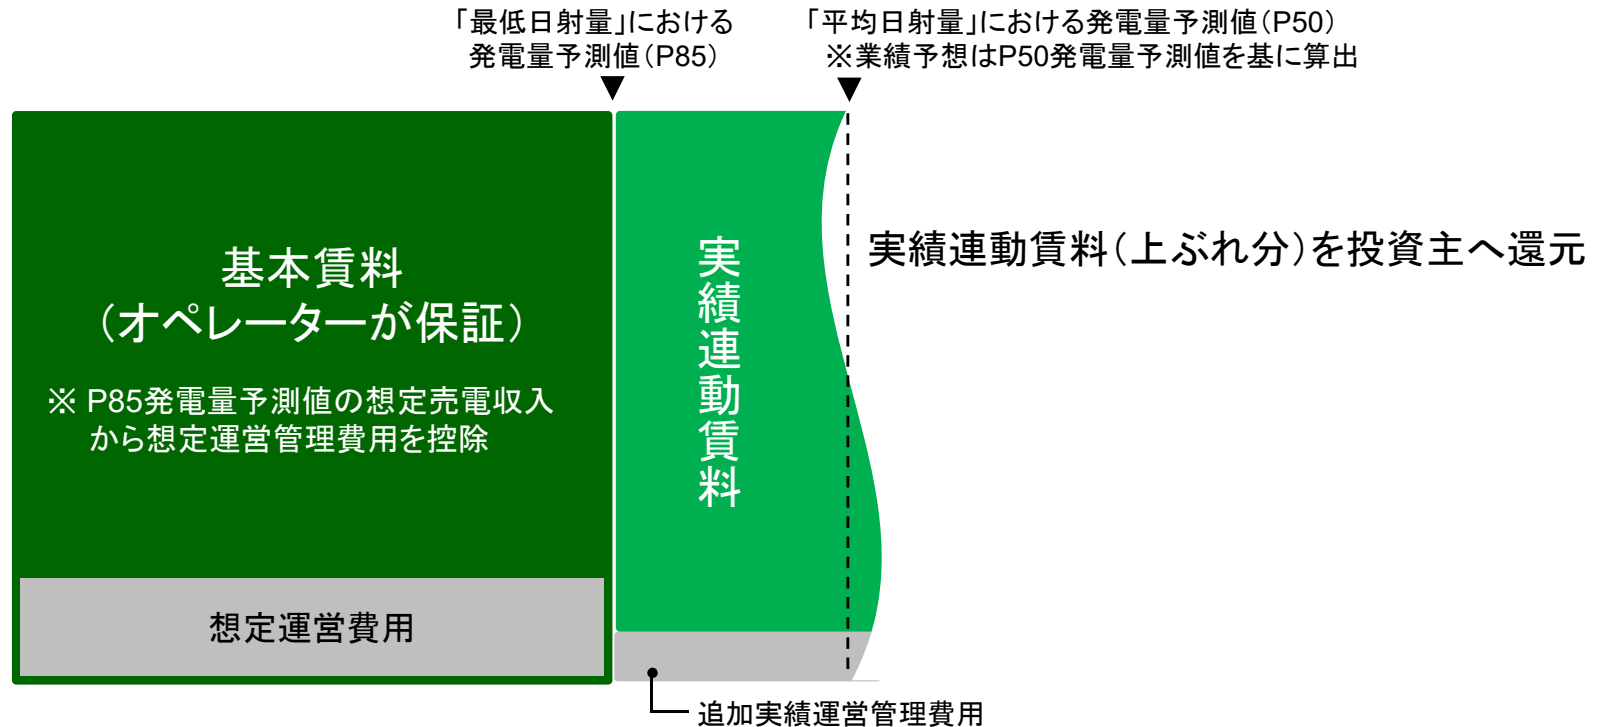 「最低日射量」における
発電量予測値(P85)
「平均日射量」における発電量予測値(P50)
※業績予想はP50発電量予測値を基に算出
基本賃料
(オペレーターが保証)
※ P85発電量予測値の想定売電収入
から想定運営管理費用を控除
想定運営費用
実績連動賃料
実績連動賃料(上ぶれ分)を投資主へ還元
追加実績運営管理費用